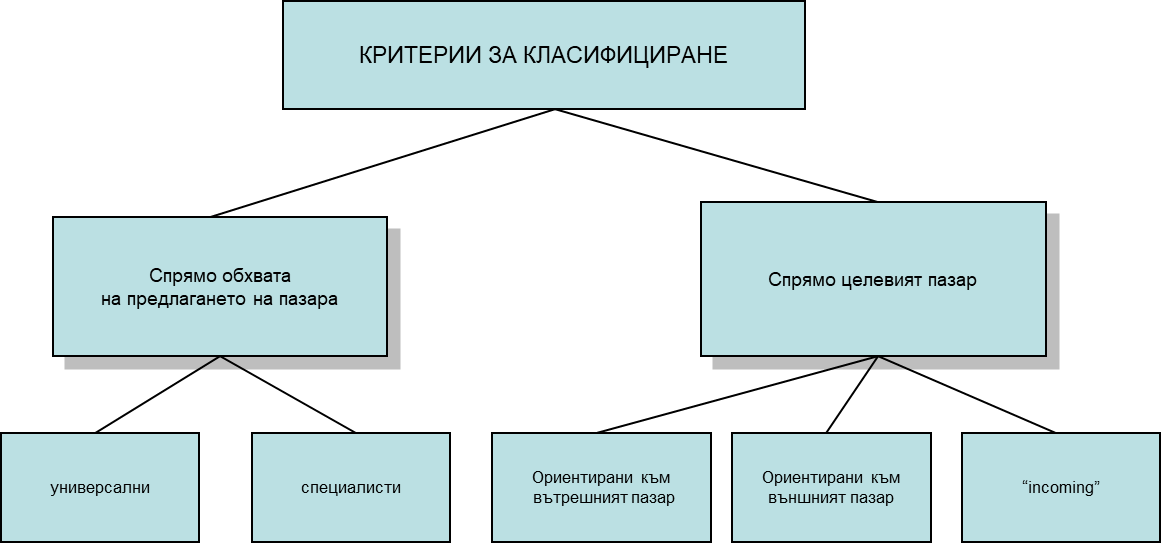 КРИТЕРИИ ЗА КЛАСИФИЦИРАНЕ
Спрямо обхвата
на предлагането на пазара
Спрямо целевият пазар
универсални
специалисти
Ориентирани към
вътрешният пазар
Ориентирани към
външният пазар
“incoming”